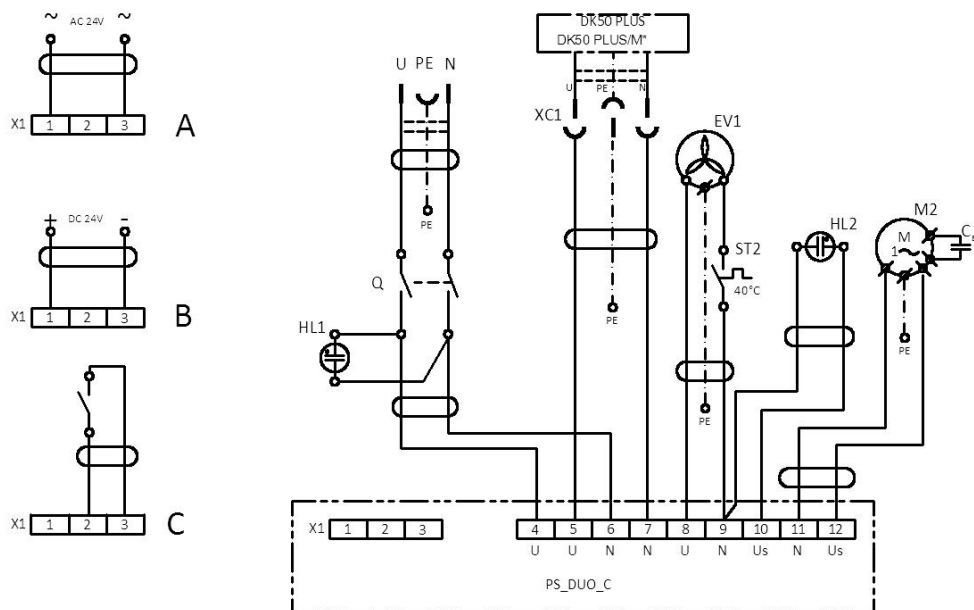 ~ AC 24V ~
X1 1 2 3 A
+ DC 24V -
X1 1 2 3 B
X1 1 2 3 C
DK50 PLUS
DK50 PLUS/M*
U PE N
U PE N
XC1
EV1
PE
Q
HL1
PE
ST2
40°C
PE
HL2
M2
M
1~
PE
X1 1 2 3 4 5 6 7 8 9 10 11 12
U U N N U N Us N Us
PS_DUO_C